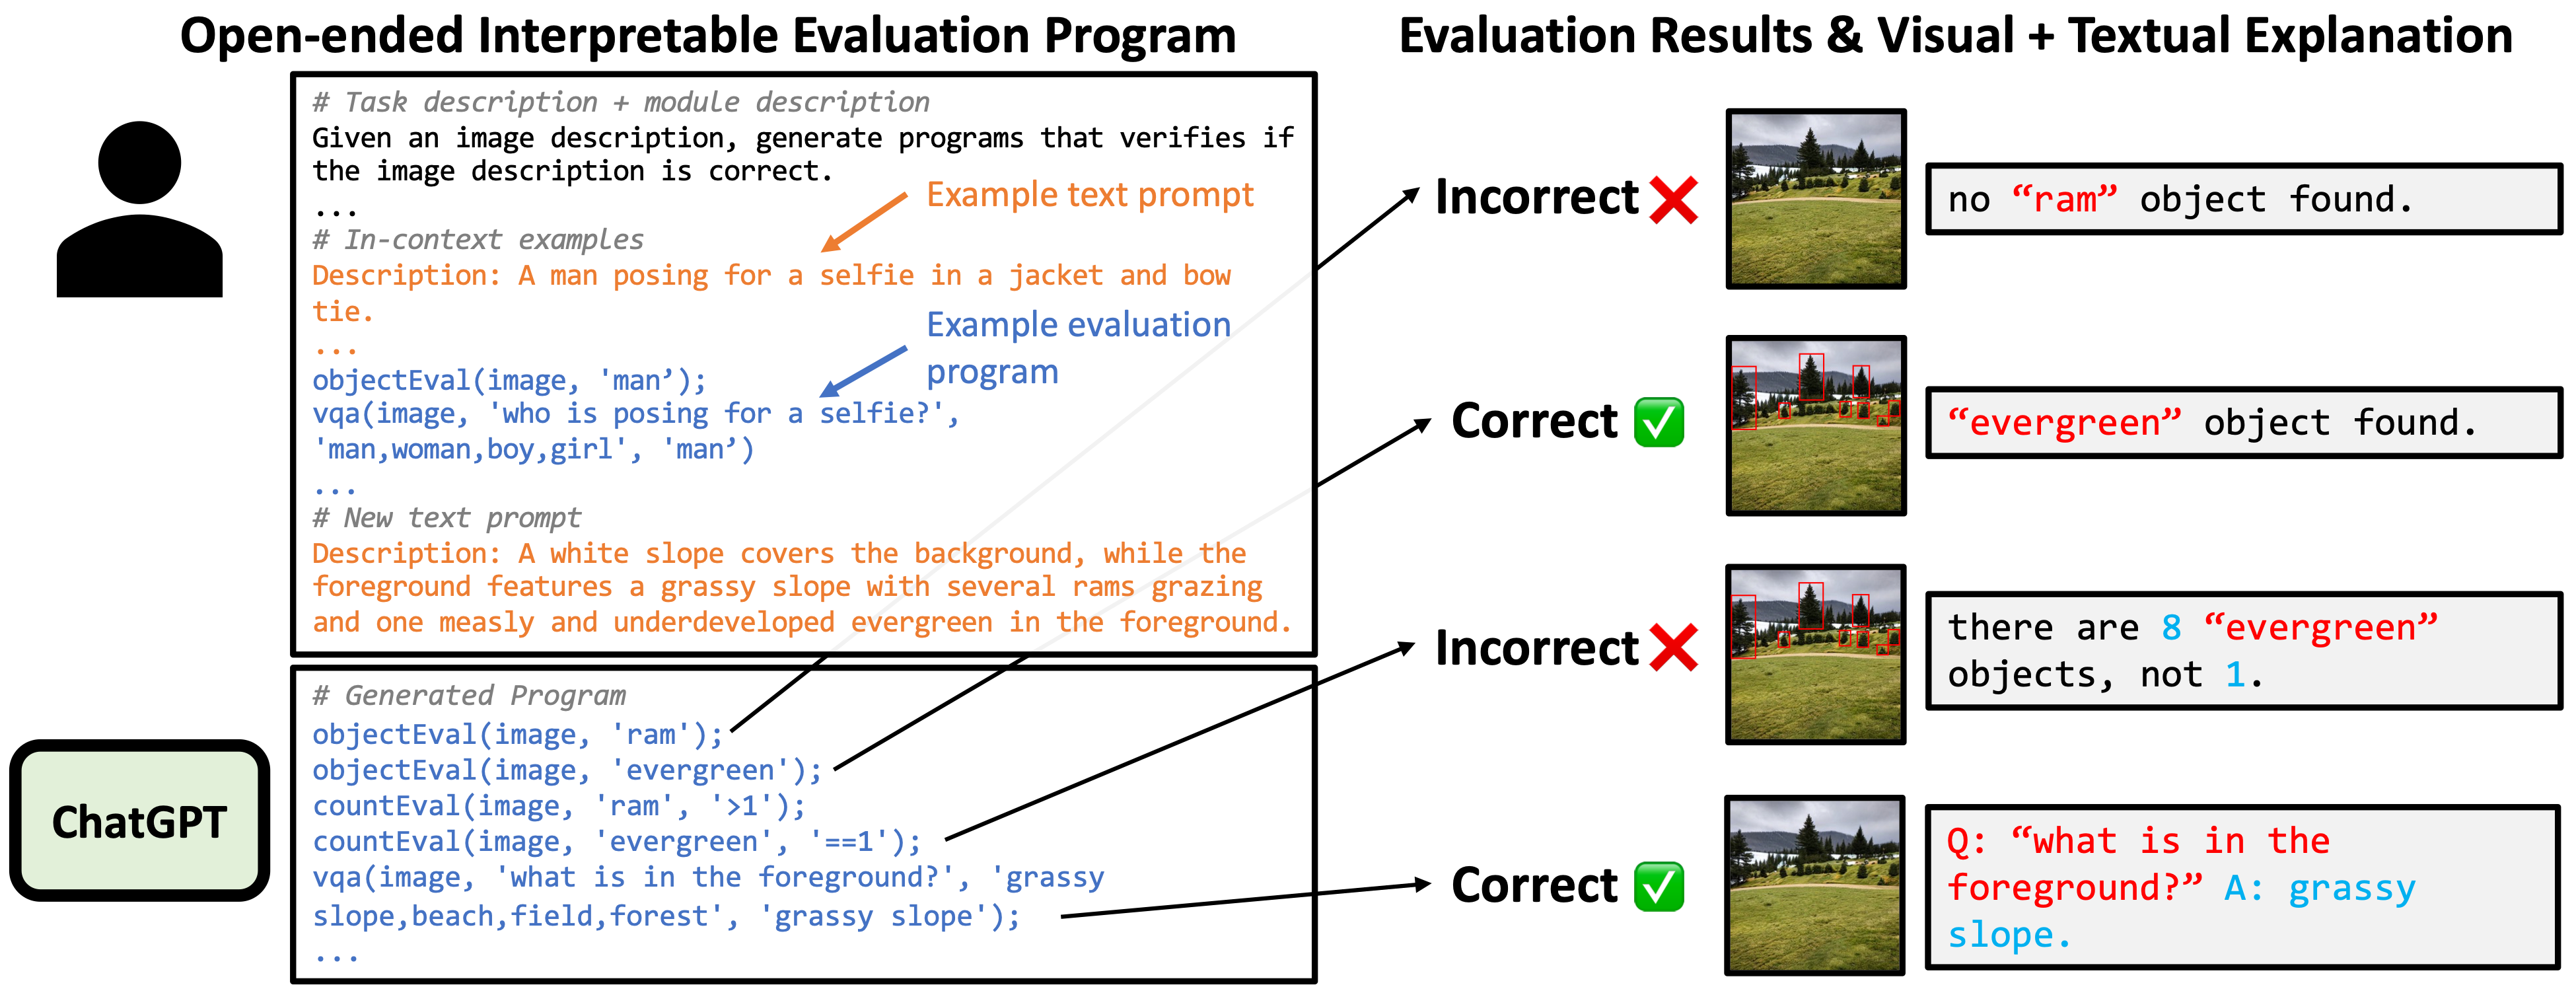 Open-ended Interpretable Evaluation Program
# Task description + module description
Given an image description, generate programs that verifies if
the image description is correct.
...
Example text prompt
# In-context examples
Description: A man posing for a selfie in a jacket and bow
tie.
...
Example evaluation
program
objectEval(image, 'man’);
vqa(image, 'who is posing for a selfie?',
'man,woman,boy,girl', 'man’)
...
# New text prompt
Description: A white slope covers the background, while the
foreground features a grassy slope with several rams grazing
and one measly and underdeveloped evergreen in the foreground.
ChatGPT
# Generated Program
objectEval(image, 'ram');
objectEval(image, 'evergreen');
countEval(image, 'ram', '>1');
countEval(image, 'evergreen', '==1');
vqa(image, 'what is in the foreground?', 'grassy
slope,beach,field,forest', 'grassy slope');
...
Evaluation Results & Visual + Textual Explanation
Incorrect
no “ram” object found.
Correct
“evergreen” object found.
Incorrect
there are 8 “evergreen”
objects, not 1.
Correct
Q: “what is in the
foreground?” A: grassy
slope.